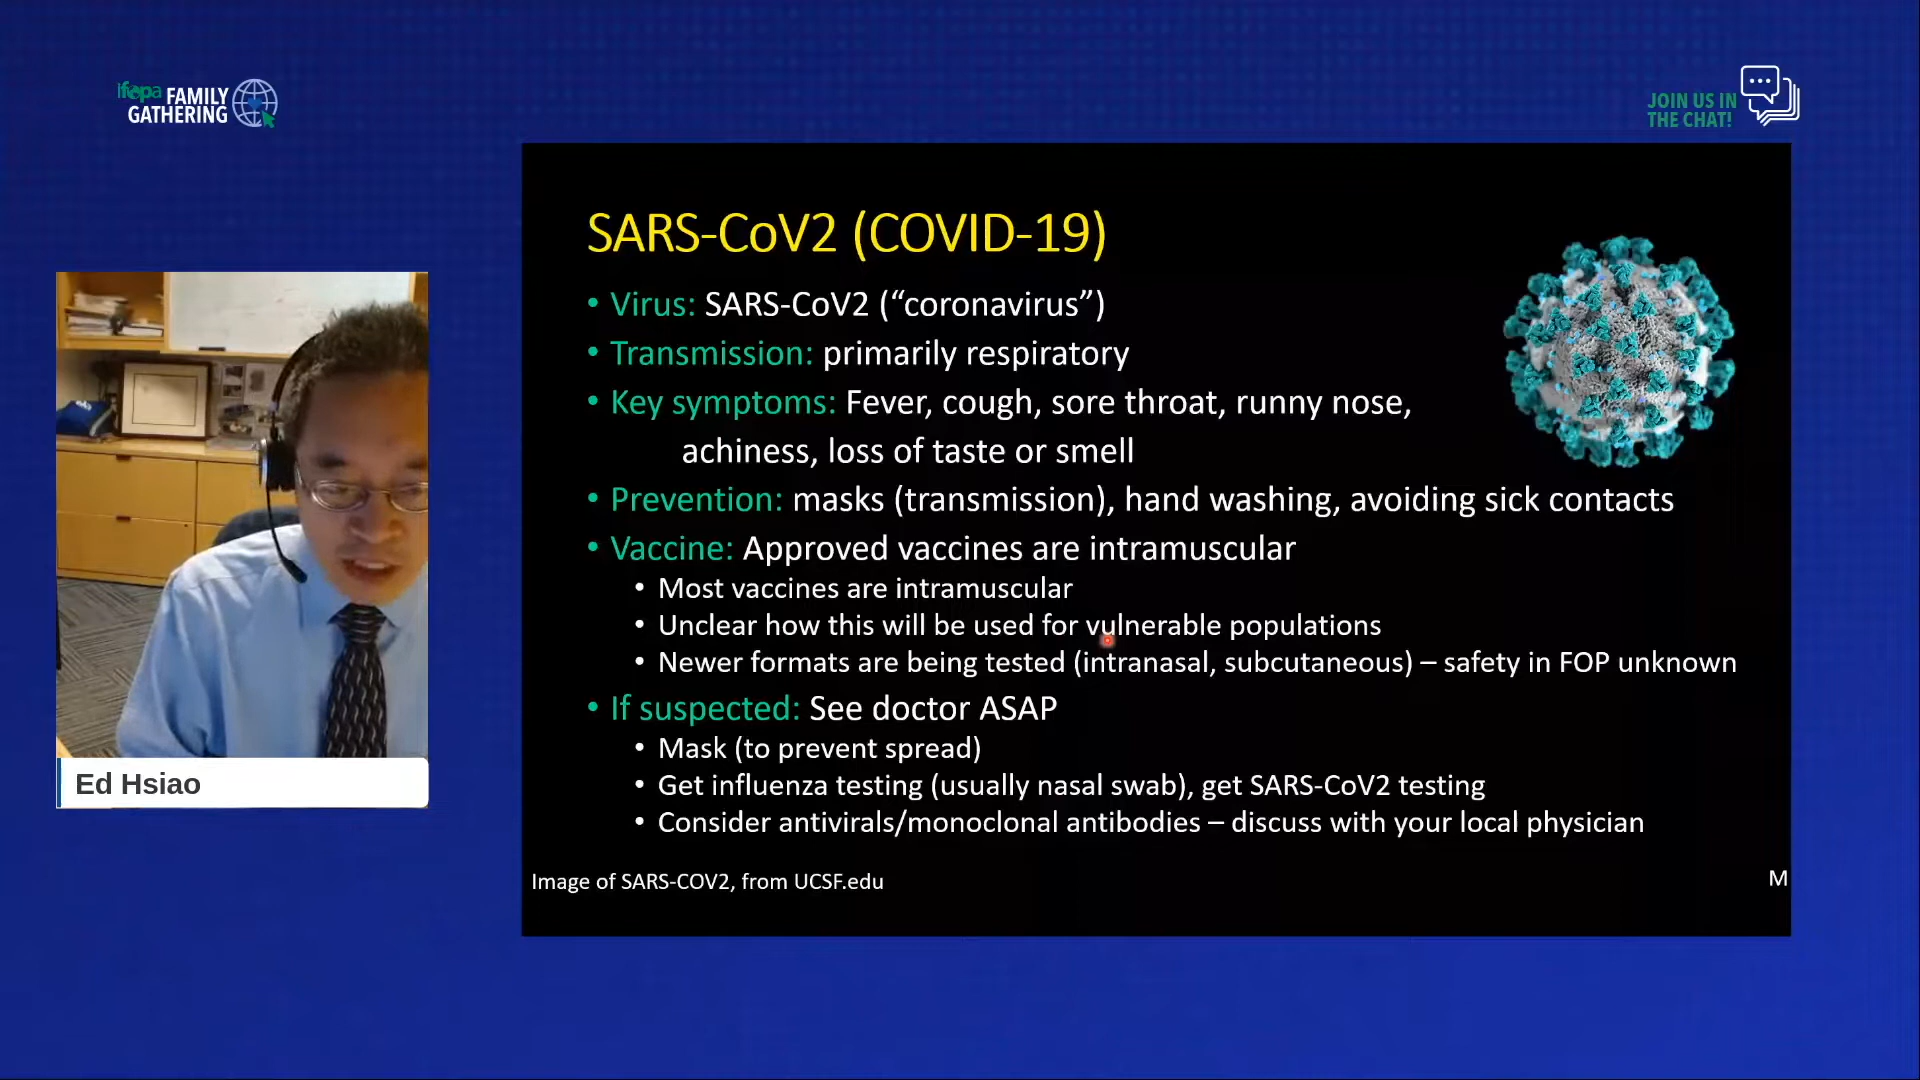 ifopa FAMILY
GATHERING
JOIN US IN
THE CHAT!
SARS-CoV2 (COVID-19)
• Virus: SARS-CoV2 (“coronavirus”)
• Transmission: primarily respiratory
• Key symptoms: Fever, cough, sore throat, runny nose,
achiness, loss of taste or smell
• Prevention: masks (transmission), hand washing, avoiding sick contacts
• Vaccine: Approved vaccines are intramuscular
• Most vaccines are intramuscular
• Unclear how this will be used for vulnerable populations
• Newer formats are being tested (intranasal, subcutaneous) – safety in FOP unknown
• If suspected: See doctor ASAP
• Mask (to prevent spread)
• Get influenza testing (usually nasal swab), get SARS-CoV2 testing
• Consider antivirals/monoclonal antibodies – discuss with your local physician
Image of SARS-COV2, from UCSF.edu
M
Ed Hsiao